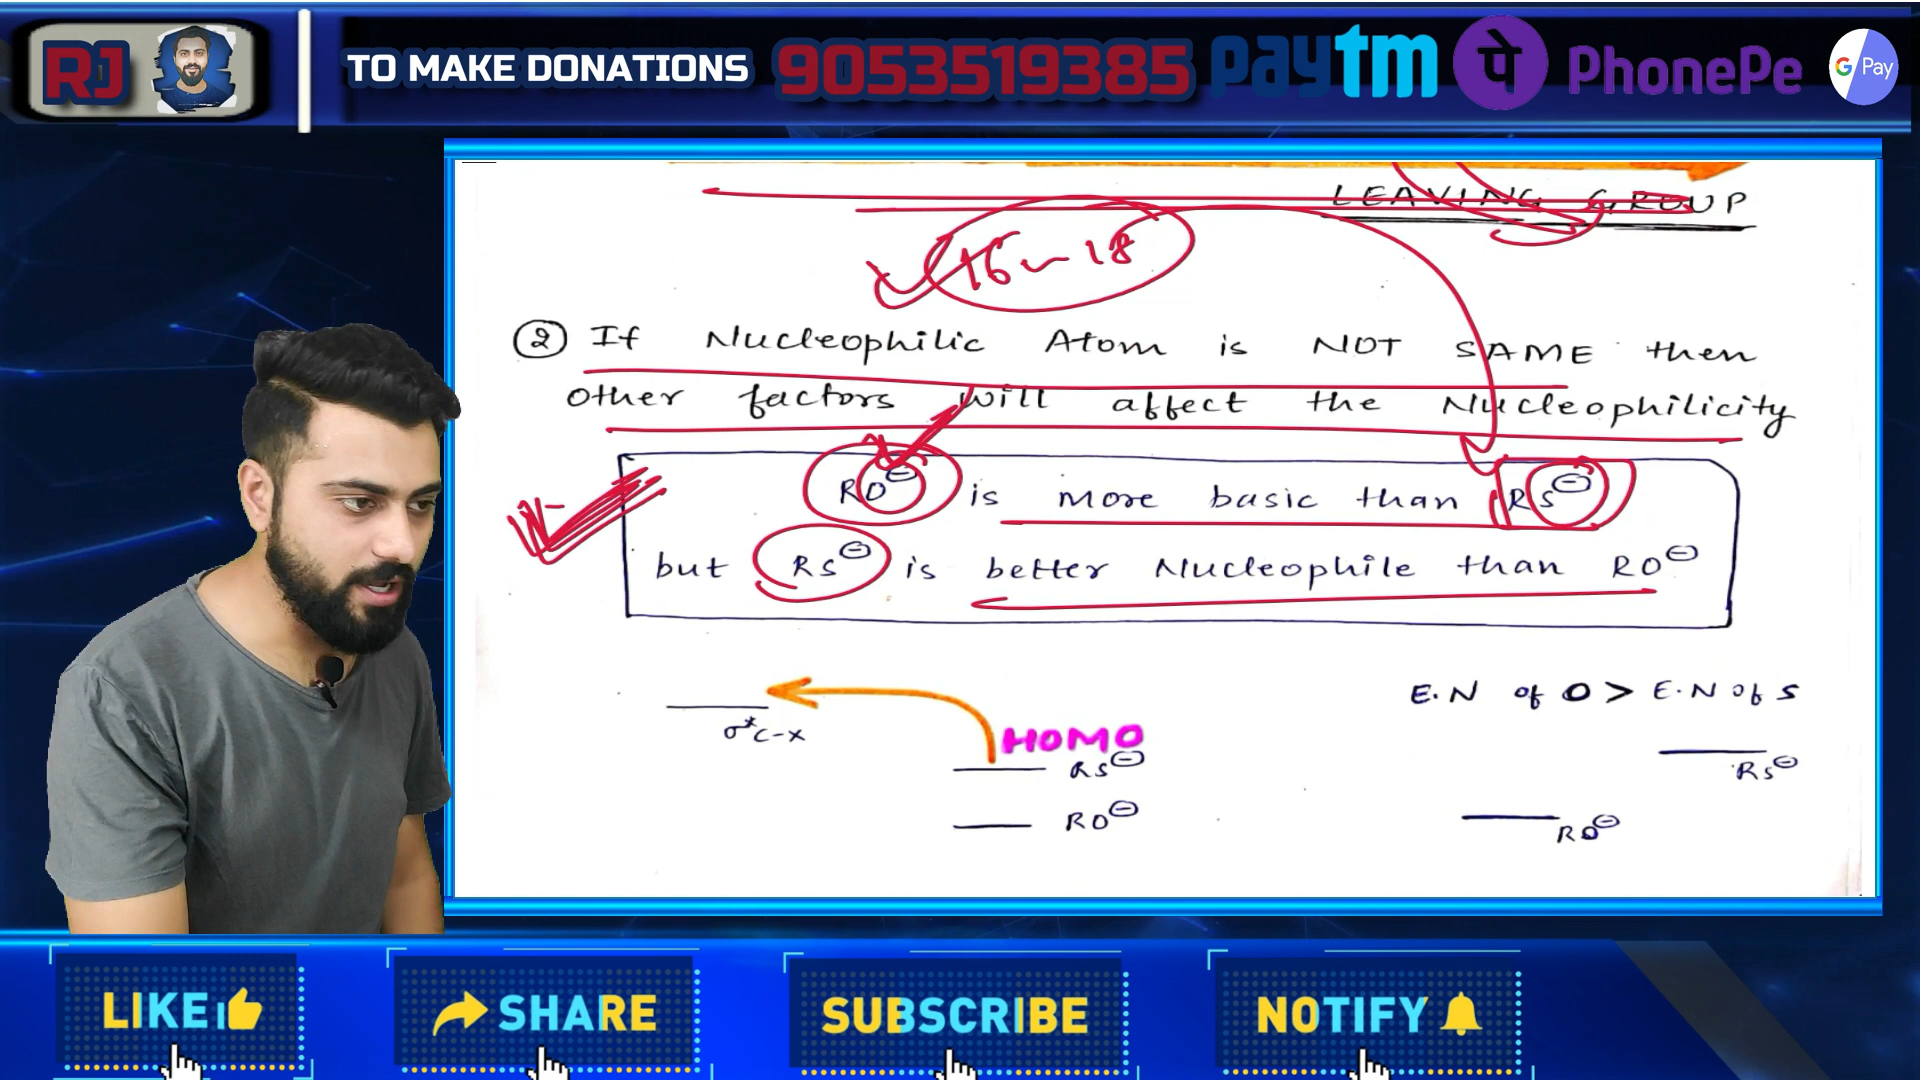 RJ
TO MAKE DONATIONS 9053519385 paytm पे PhonePe G Pay
LEAVING GROUP
16-18
② If Nucleophilic Atom is NOT SAME then
other factors will affect the Nucleophilicity
RO⊖ is more basic than RS⊖
but RS⊖ is better Nucleophile than RO⊖
E.N of O > E.N of S
σ*C-X
HOMO
RS⊖
RS⊖
RO⊖
RO⊖
LIKE
SHARE
SUBSCRIBE
NOTIFY